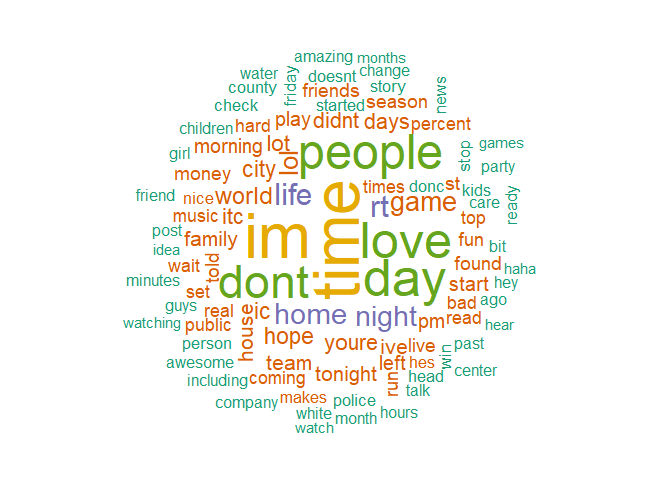 amazing
months
water
doesnt
change
friday
county
story
news
friends
check
started
season
play
didnt
days
percent
children
hard
morning
lot
lol
people
stop
games
girl
money
city
party
friend
nice
world
life
time
times
donc
st
kids
care
ready
rt
game
music
itc
im
love
top
post
idea
family
told
fun
bit
wait
found
haha
minutes
set
dont
day
start
hey
guys
real
ic
home
night
pm
bad
ago
read
hear
watching
public
house
hope
youre
ive
live
win
past
person
awesome
team
left
hes
center
including
coming
tonight
run
head
talk
company
makes
police
white
month
hours
watch